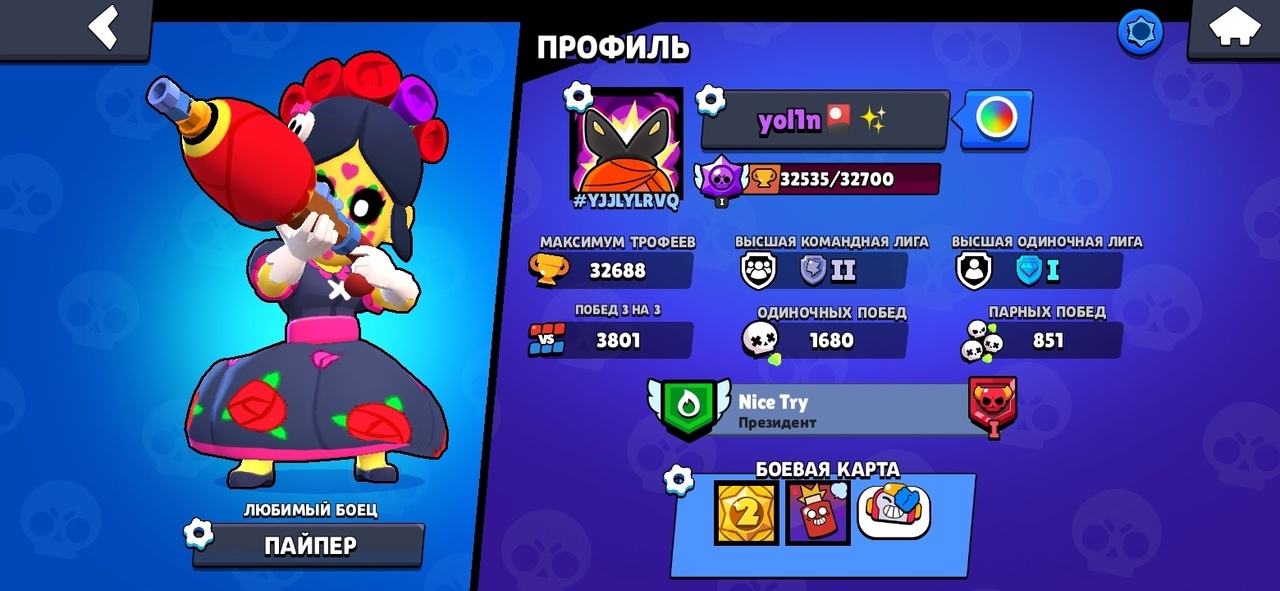 ПРОФИЛЬ
yol1n🎴✨
#YJJLYLRVQ
I
32535/32700
МАКСИМУМ ТРОФЕЕВ
32688
ВЫСШАЯ КОМАНДНАЯ ЛИГА
II
ВЫСШАЯ ОДИНОЧНАЯ ЛИГА
I
ПОБЕД 3 НА 3
VS
3801
ОДИНОЧНЫХ ПОБЕД
1680
ПАРНЫХ ПОБЕД
851
Nice Try
Президент
I
БОЕВАЯ КАРТА
2
ЛЮБИМЫЙ БОЕЦ
ПАЙПЕР